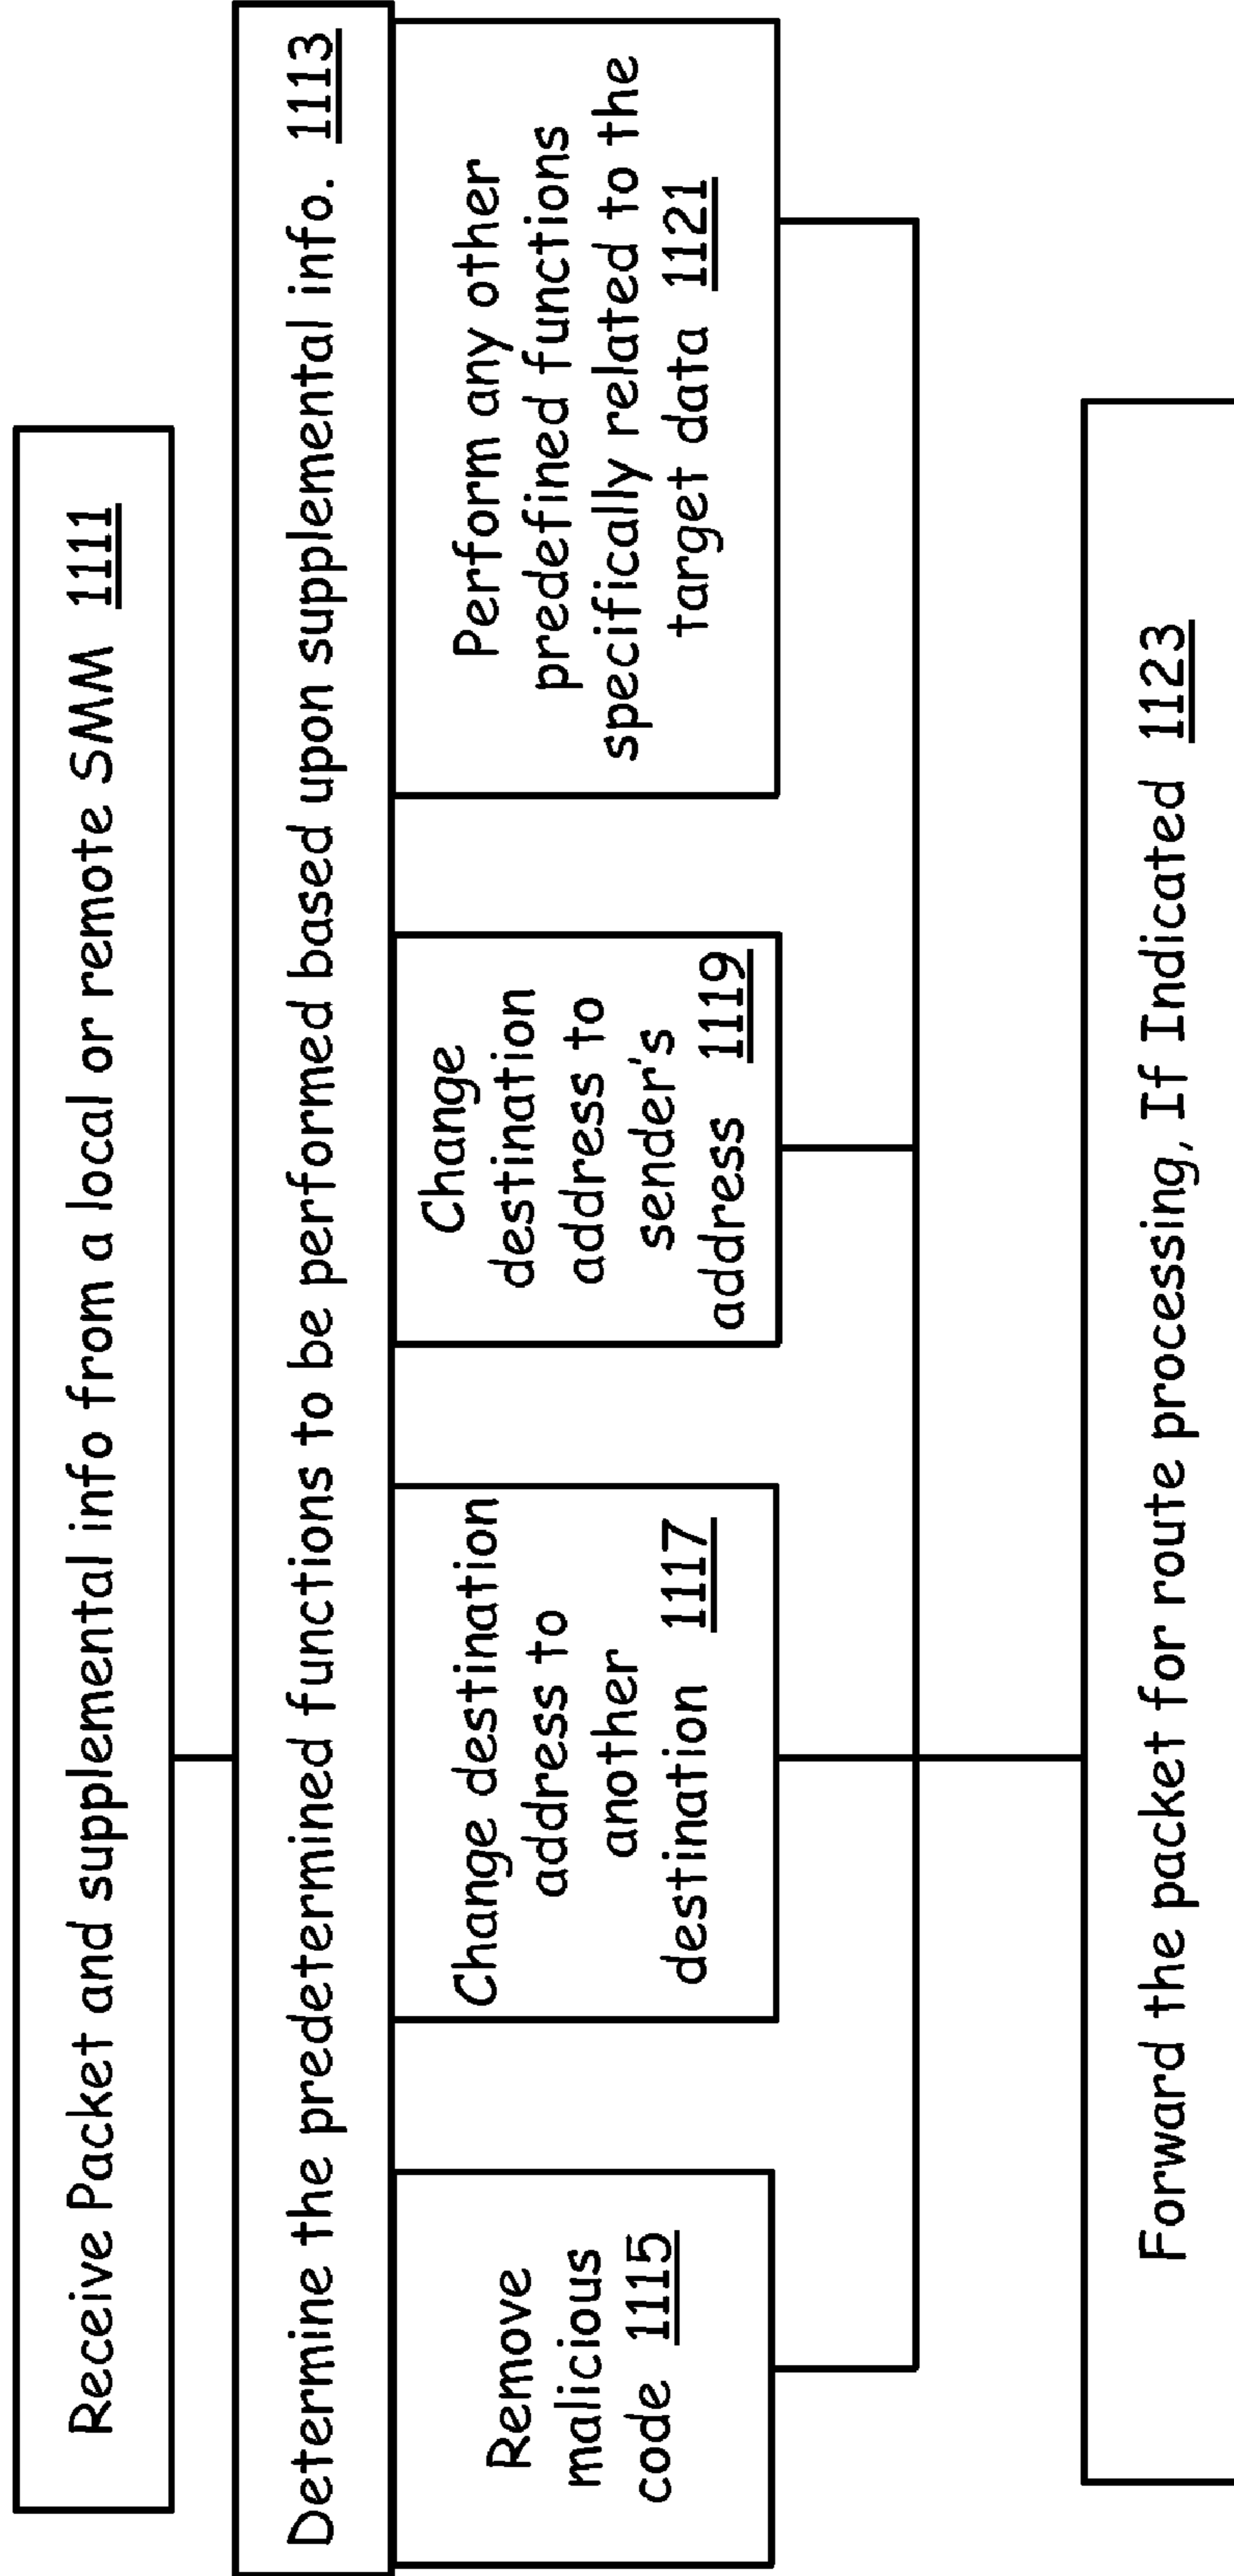 Receive Packet and supplemental info from a local or remote SMM 1111
Determine the predetermined functions to be performed based upon supplemental info. 1113
Remove
malicious
code 1115
Change destination
address to
another
destination 1117
Change
destination
address to
sender's
address 1119
Perform any other
predefined functions
specifically related to the
target data 1121
Forward the packet for route processing, If Indicated 1123